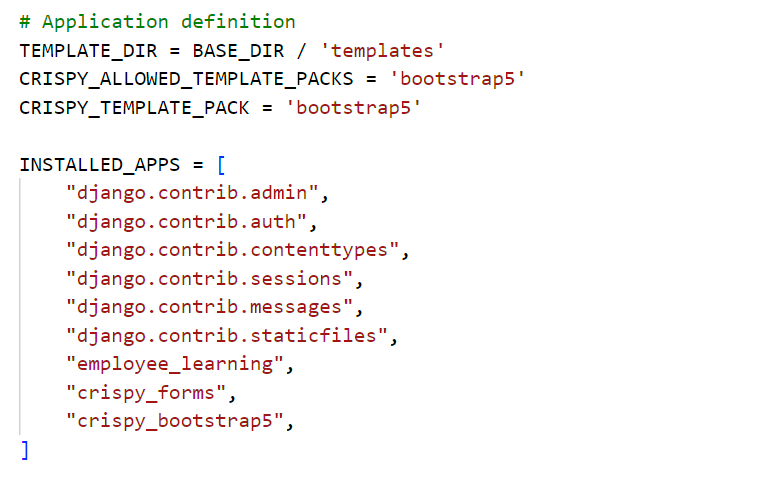 # Application definition
TEMPLATE_DIR = BASE_DIR / 'templates'
CRISPY_ALLOWED_TEMPLATE_PACKS = 'bootstrap5'
CRISPY_TEMPLATE_PACK = 'bootstrap5'
INSTALLED_APPS = [
    "django.contrib.admin",
    "django.contrib.auth",
    "django.contrib.contenttypes",
    "django.contrib.sessions",
    "django.contrib.messages",
    "django.contrib.staticfiles",
    "employee_learning",
    "crispy_forms",
    "crispy_bootstrap5",
]